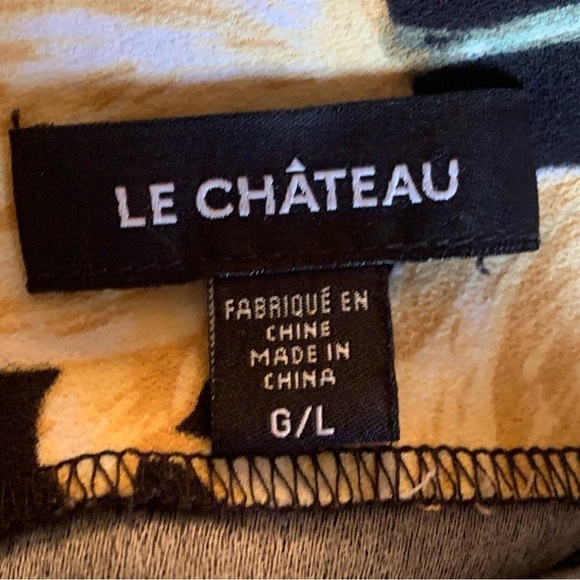 LE CHÂTEAU
FABRIQUÉ EN
CHINE
MADE IN
CHINA
G/L